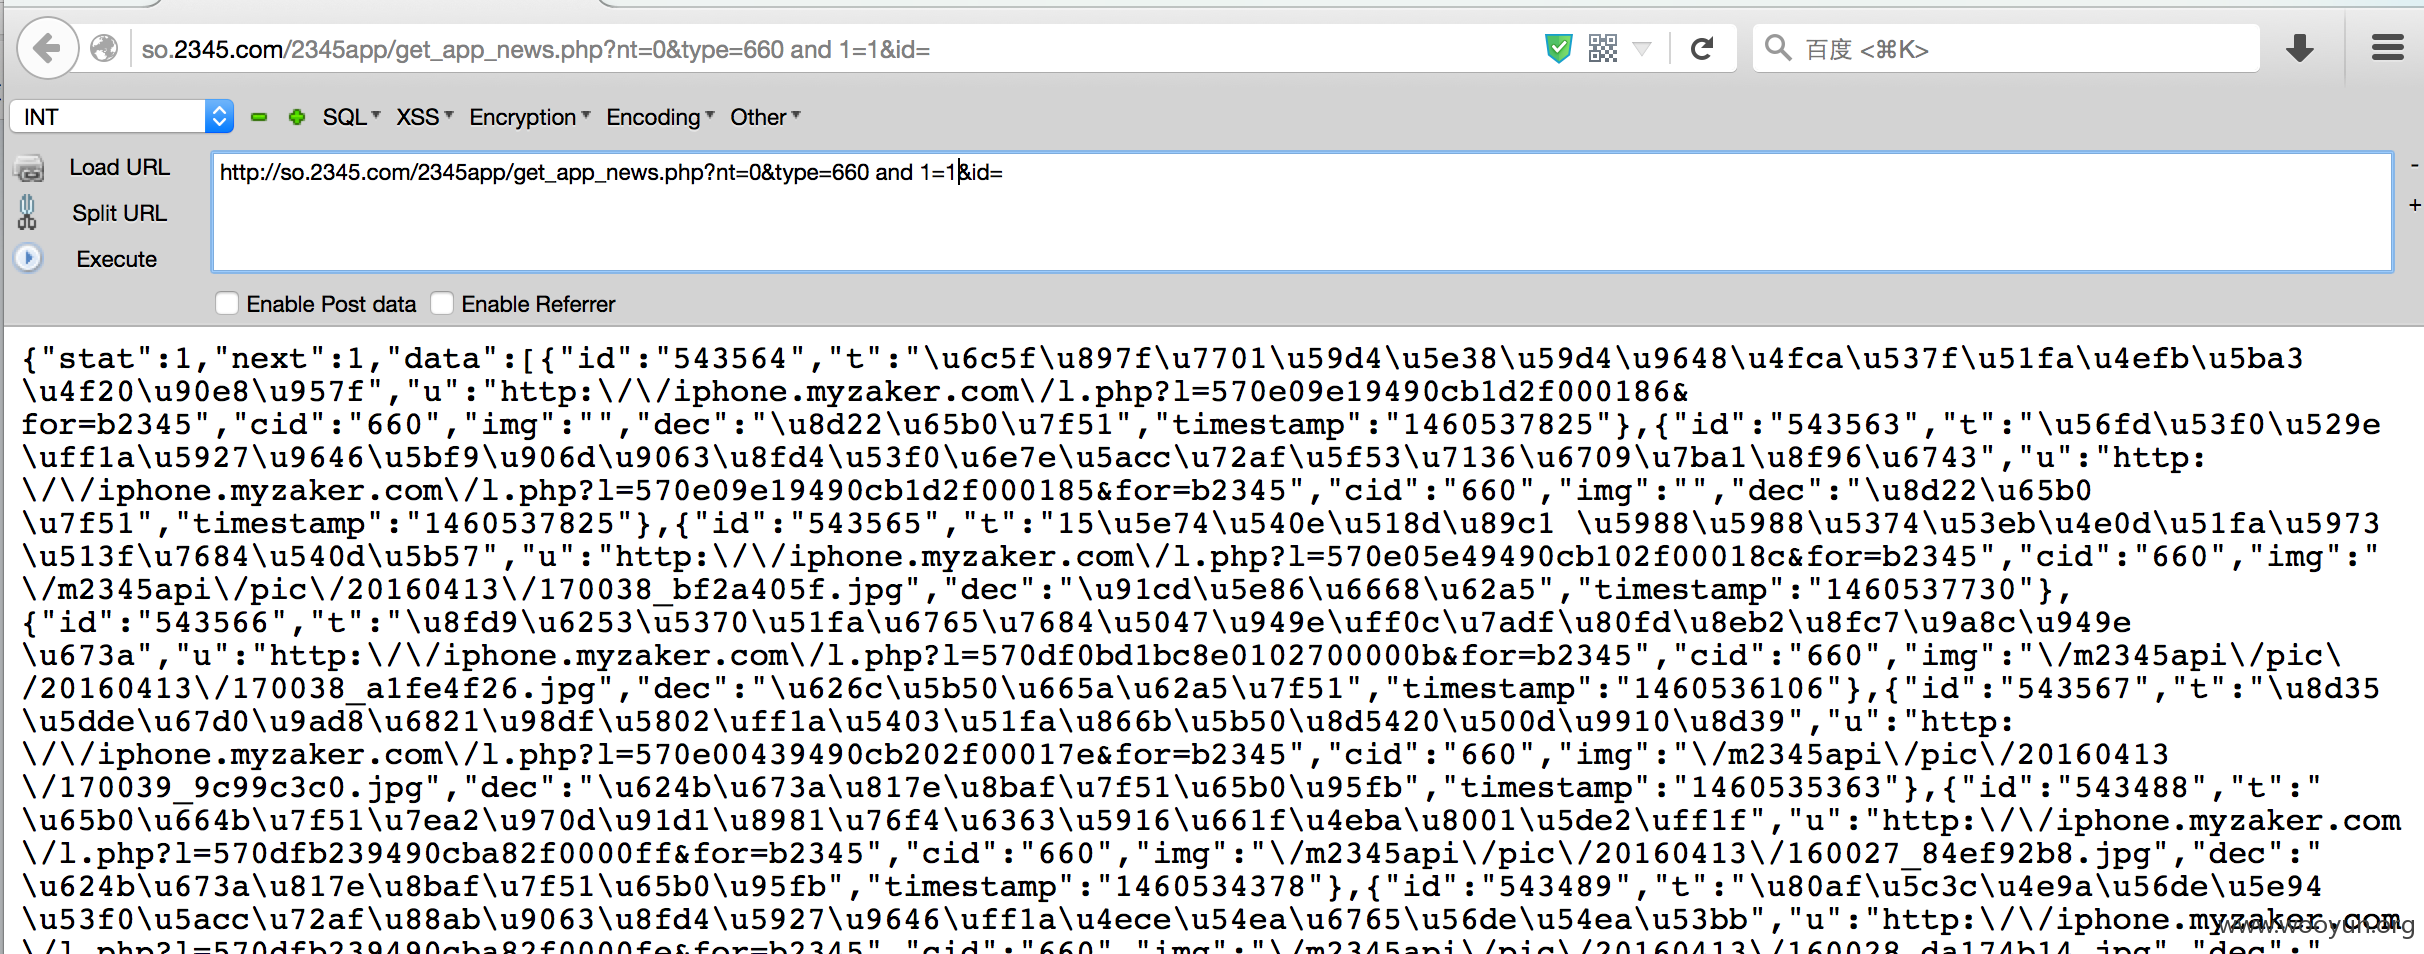 so.2345.com/2345app/get_app_news.php?nt=0&type=660 and 1=1&id=
百度 <⌘K>
INT
SQL XSS Encryption Encoding Other
Load URL
http://so.2345.com/2345app/get_app_news.php?nt=0&type=660 and 1=1&id=
Split URL
Execute
Enable Post data Enable Referrer
{"stat":1,"next":1,"data":[{"id":"543564","t":"\u6c5f\u897f\u7701\u59d4\u5e38\u59d4\u9648\u4fca\u537f\u51fa\u4efb\u5ba3
\u4f20\u90e8\u957f","u":"http:\/\/iphone.myzaker.com\/l.php?l=570e09e19490cb1d2f000186&
for=b2345","cid":"660","img":"","dec":"\u8d22\u65b0\u7f51","timestamp":"1460537825"},{"id":"543563","t":"\u56fd\u53f0\u529e
\uff1a\u5927\u9646\u5bf9\u906d\u9063\u8fd4\u53f0\u6e7e\u5acc\u72af\u5f53\u7136\u6709\u7ba1\u8f96\u6743","u":"http:
\/\/iphone.myzaker.com\/l.php?l=570e09e19490cb1d2f000185&for=b2345","cid":"660","img":"","dec":"\u8d22\u65b0
\u7f51","timestamp":"1460537825"},{"id":"543565","t":"15\u5e74\u540e\u518d\u89c1 \u5988\u5988\u5374\u53eb\u4e0d\u51fa\u5973
\u513f\u7684\u540d\u5b57","u":"http:\/\/iphone.myzaker.com\/l.php?l=570e05e49490cb102f00018c&for=b2345","cid":"660","img":"
\/m2345api\/pic\/20160413\/170038_bf2a405f.jpg","dec":"\u91cd\u5e86\u6668\u62a5","timestamp":"1460537730"},
{"id":"543566","t":"\u8fd9\u6253\u5370\u51fa\u6765\u7684\u5047\u949e\uff0c\u7adf\u80fd\u8eb2\u8fc7\u9a8c\u949e
\u673a","u":"http:\/\/iphone.myzaker.com\/l.php?l=570df0bd1bc8e0102700000b&for=b2345","cid":"660","img":"\/m2345api\/pic\
/20160413\/170038_a1fe4f26.jpg","dec":"\u626c\u5b50\u665a\u62a5\u7f51","timestamp":"1460536106"},{"id":"543567","t":"\u8d35
\u5dde\u67d0\u9ad8\u6821\u98df\u5802\uff1a\u5403\u51fa\u866b\u5b50\u8d5420\u500d\u9910\u8d39","u":"http:
\/\/iphone.myzaker.com\/l.php?l=570e00439490cb202f00017e&for=b2345","cid":"660","img":"\/m2345api\/pic\/20160413
\/170039_9c99c3c0.jpg","dec":"\u624b\u673a\u817e\u8baf\u7f51\u65b0\u95fb","timestamp":"1460535363"},{"id":"543488","t":"
\u65b0\u664b\u7f51\u7ea2\u970d\u91d1\u8981\u76f4\u6363\u5916\u661f\u4eba\u8001\u5de2\uff1f","u":"http:\/\/iphone.myzaker.com
\/l.php?l=570dfb239490cba82f0000ff&for=b2345","cid":"660","img":"\/m2345api\/pic\/20160413\/160027_84ef92b8.jpg","dec":"
\u624b\u673a\u817e\u8baf\u7f51\u65b0\u95fb","timestamp":"1460534378"},{"id":"543489","t":"\u80af\u5c3c\u4e9a\u56de\u5e94
\u53f0\u5acc\u72af\u88ab\u9063\u8fd4\u5927\u9646\uff1a\u4ece\u54ea\u6765\u56de\u54ea\u53bb","u":"http:\/\/iphone.myzaker.com
\/l.php?l=570dfb239490cba82f0000fe&for=b2345","cid":"660","img":"\/m2345api\/pic\/20160413\/160028_da174b14.jpg","dec":"
www.wooyun.org